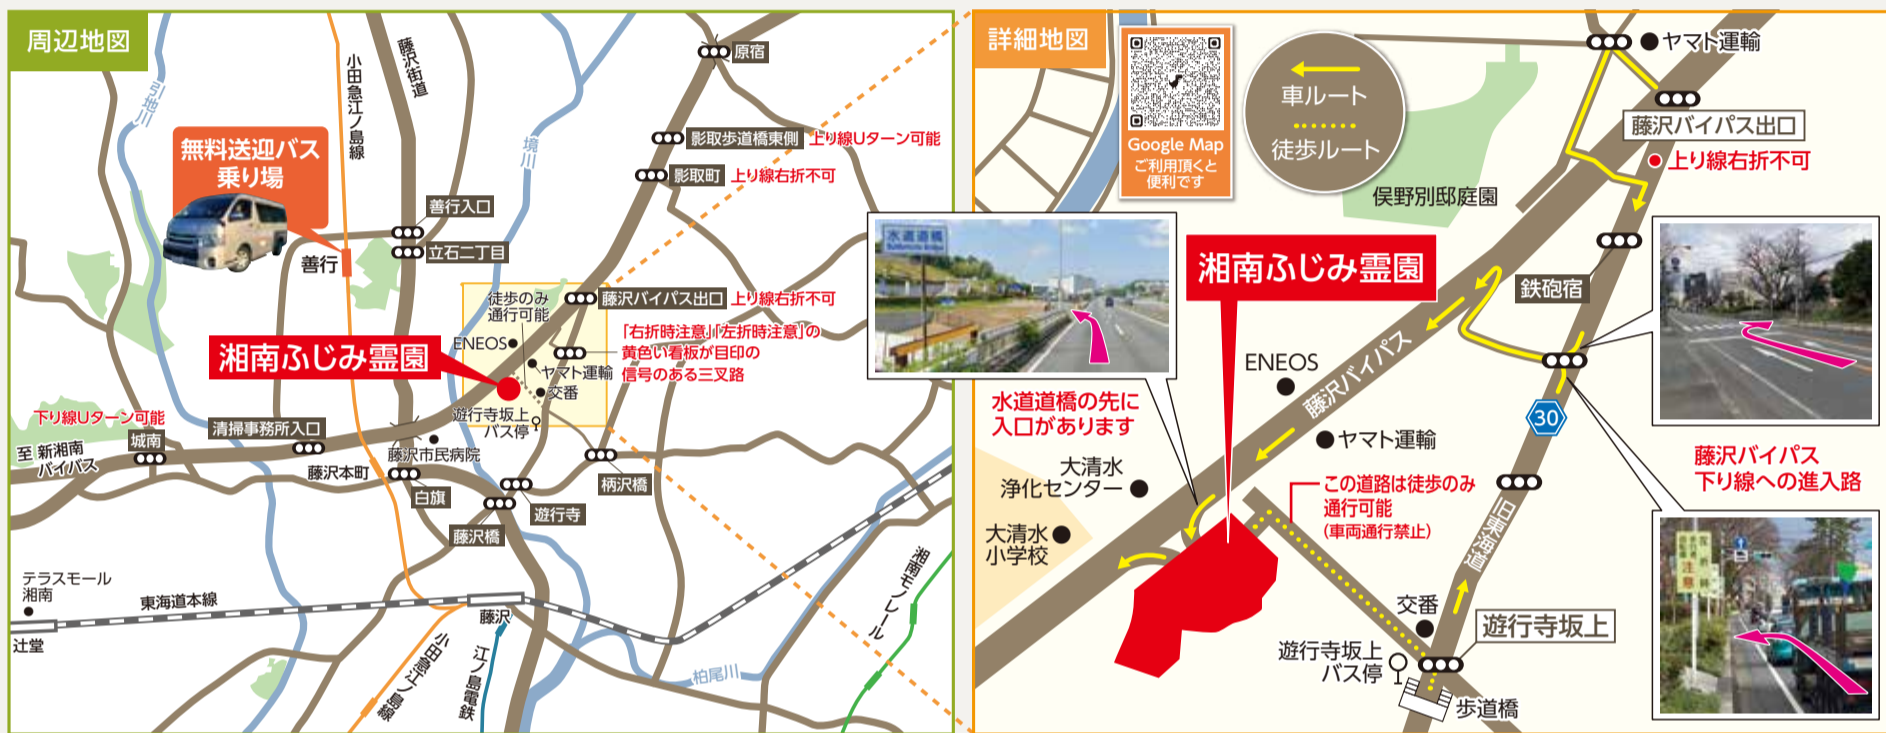 周辺地図
引地川
小田急江ノ島線
藤沢街道
境川
原宿
影取歩道橋東側 上り線Uターン可能
影取町 上り線右折不可
無料送迎バス
乗り場
善行
善行入口
立石二丁目
徒歩のみ
通行可能
藤沢バイパス出口 上り線右折不可
「右折時注意」「左折時注意」の
黄色い看板が目印の
信号のある三叉路
ENEOS
ヤマト運輸
交番
湘南ふじみ霊園
遊行寺坂上
バス停
下り線Uターン可能
城南
清掃事務所入口
至 新湘南
バイパス
藤沢本町
藤沢市民病院
白旗
柄沢橋
遊行寺
藤沢橋
テラスモール
湘南
辻堂
東海道本線
藤沢
小田急江ノ島線
江ノ島電鉄
柏尾川
湘南モノレール
詳細地図
Google Map
ご利用頂くと
便利です
車ルート
徒歩ルート
ヤマト運輸
藤沢バイパス出口
上り線右折不可
俣野別邸庭園
水道道橋
湘南ふじみ霊園
鉄砲宿
水道道橋の先に
入口があります
ENEOS
藤沢バイパス
30
ヤマト運輸
藤沢バイパス
下り線への進入路
大清水
浄化センター
この道路は徒歩のみ
通行可能
(車両通行禁止)
大清水
小学校
旧東海道
交番
遊行寺坂上
遊行寺坂上
バス停
歩道橋